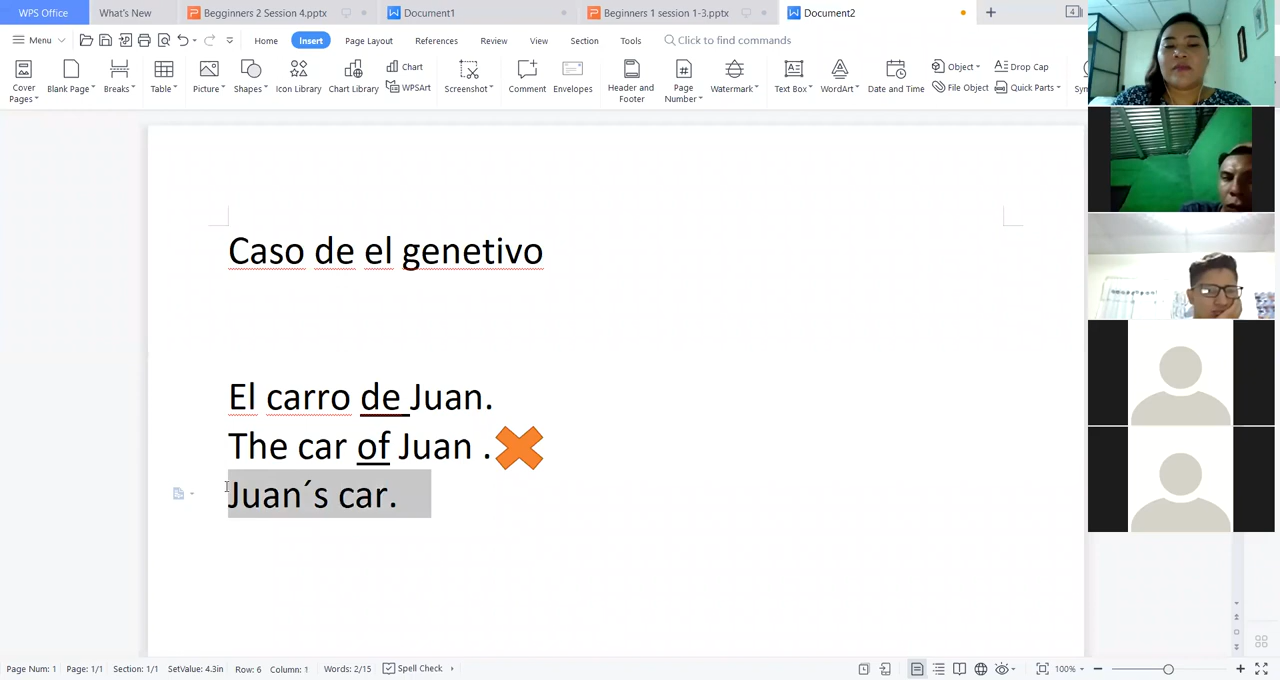 WPS Office What's New Begginners 2 Session 4.pptx Document1 Beginners 1 session 1-3.pptx Document2 4
Menu Home Insert Page Layout References Review View Section Tools Click to find commands
Cover Pages Blank Page Breaks Table Picture Shapes Icon Library Chart Library Chart WPSArt Screenshot Comment Envelopes Header and Footer Page Number Watermark Text Box WordArt Date and Time Object File Object Drop Cap Quick Parts
Caso de el genetivo
El carro de Juan.
The car of Juan .
Juan´s car.
Page Num: 1 Page: 1/1 Section: 1/1 SetValue: 4.3in Row: 6 Column: 1 Words: 2/15 Spell Check 100%